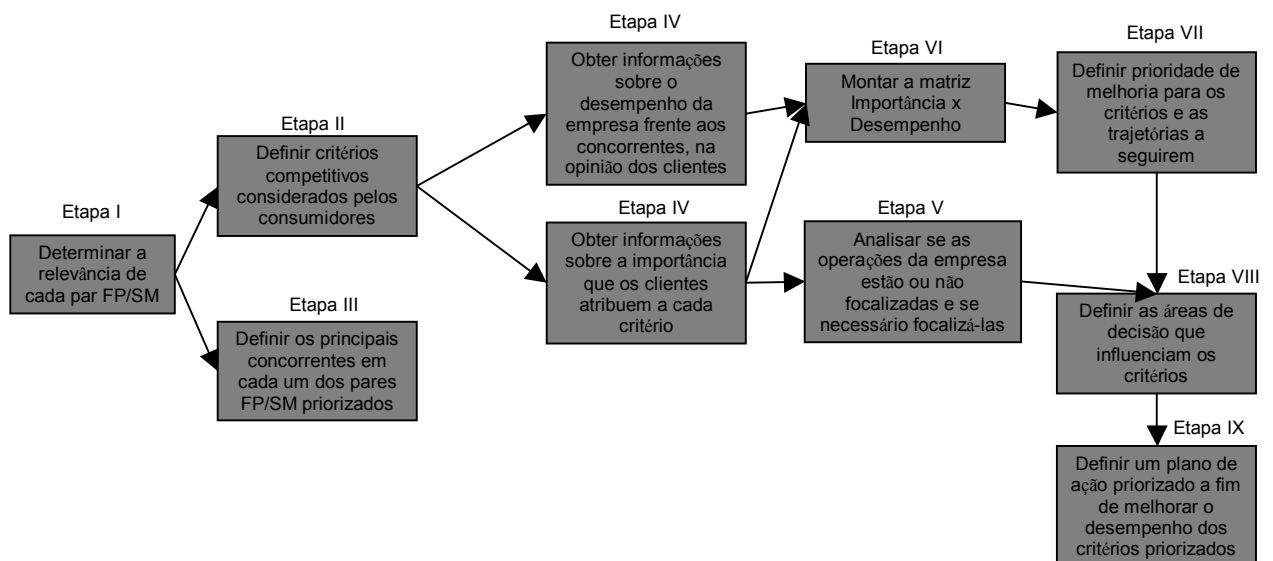 Etapa I
Determinar a
relevância de
cada par FP/SM
Etapa II
Definir critérios
competitivos
considerados pelos
consumidores
Etapa III
Definir os principais
concorrentes em
cada um dos pares
FP/SM priorizados
Etapa IV
Obter informações
sobre o
desempenho da
empresa frente aos
concorrentes, na
opinião dos clientes
Etapa IV
Obter informações
sobre a importância
que os clientes
atribuem a cada
critério
Etapa VI
Montar a matriz
Importância x
Desempenho
Etapa V
Analisar se as
operações da empresa
estão ou não
focalizadas e se
necessário focalizá-las
Etapa VII
Definir prioridade de
melhoria para os
critérios e as
trajetórias a
seguirem
Etapa VIII
Definir as áreas de
decisão que
influenciam os
critérios
Etapa IX
Definir um plano de
ação priorizado a fim
de melhorar o
desempenho dos
critérios priorizados